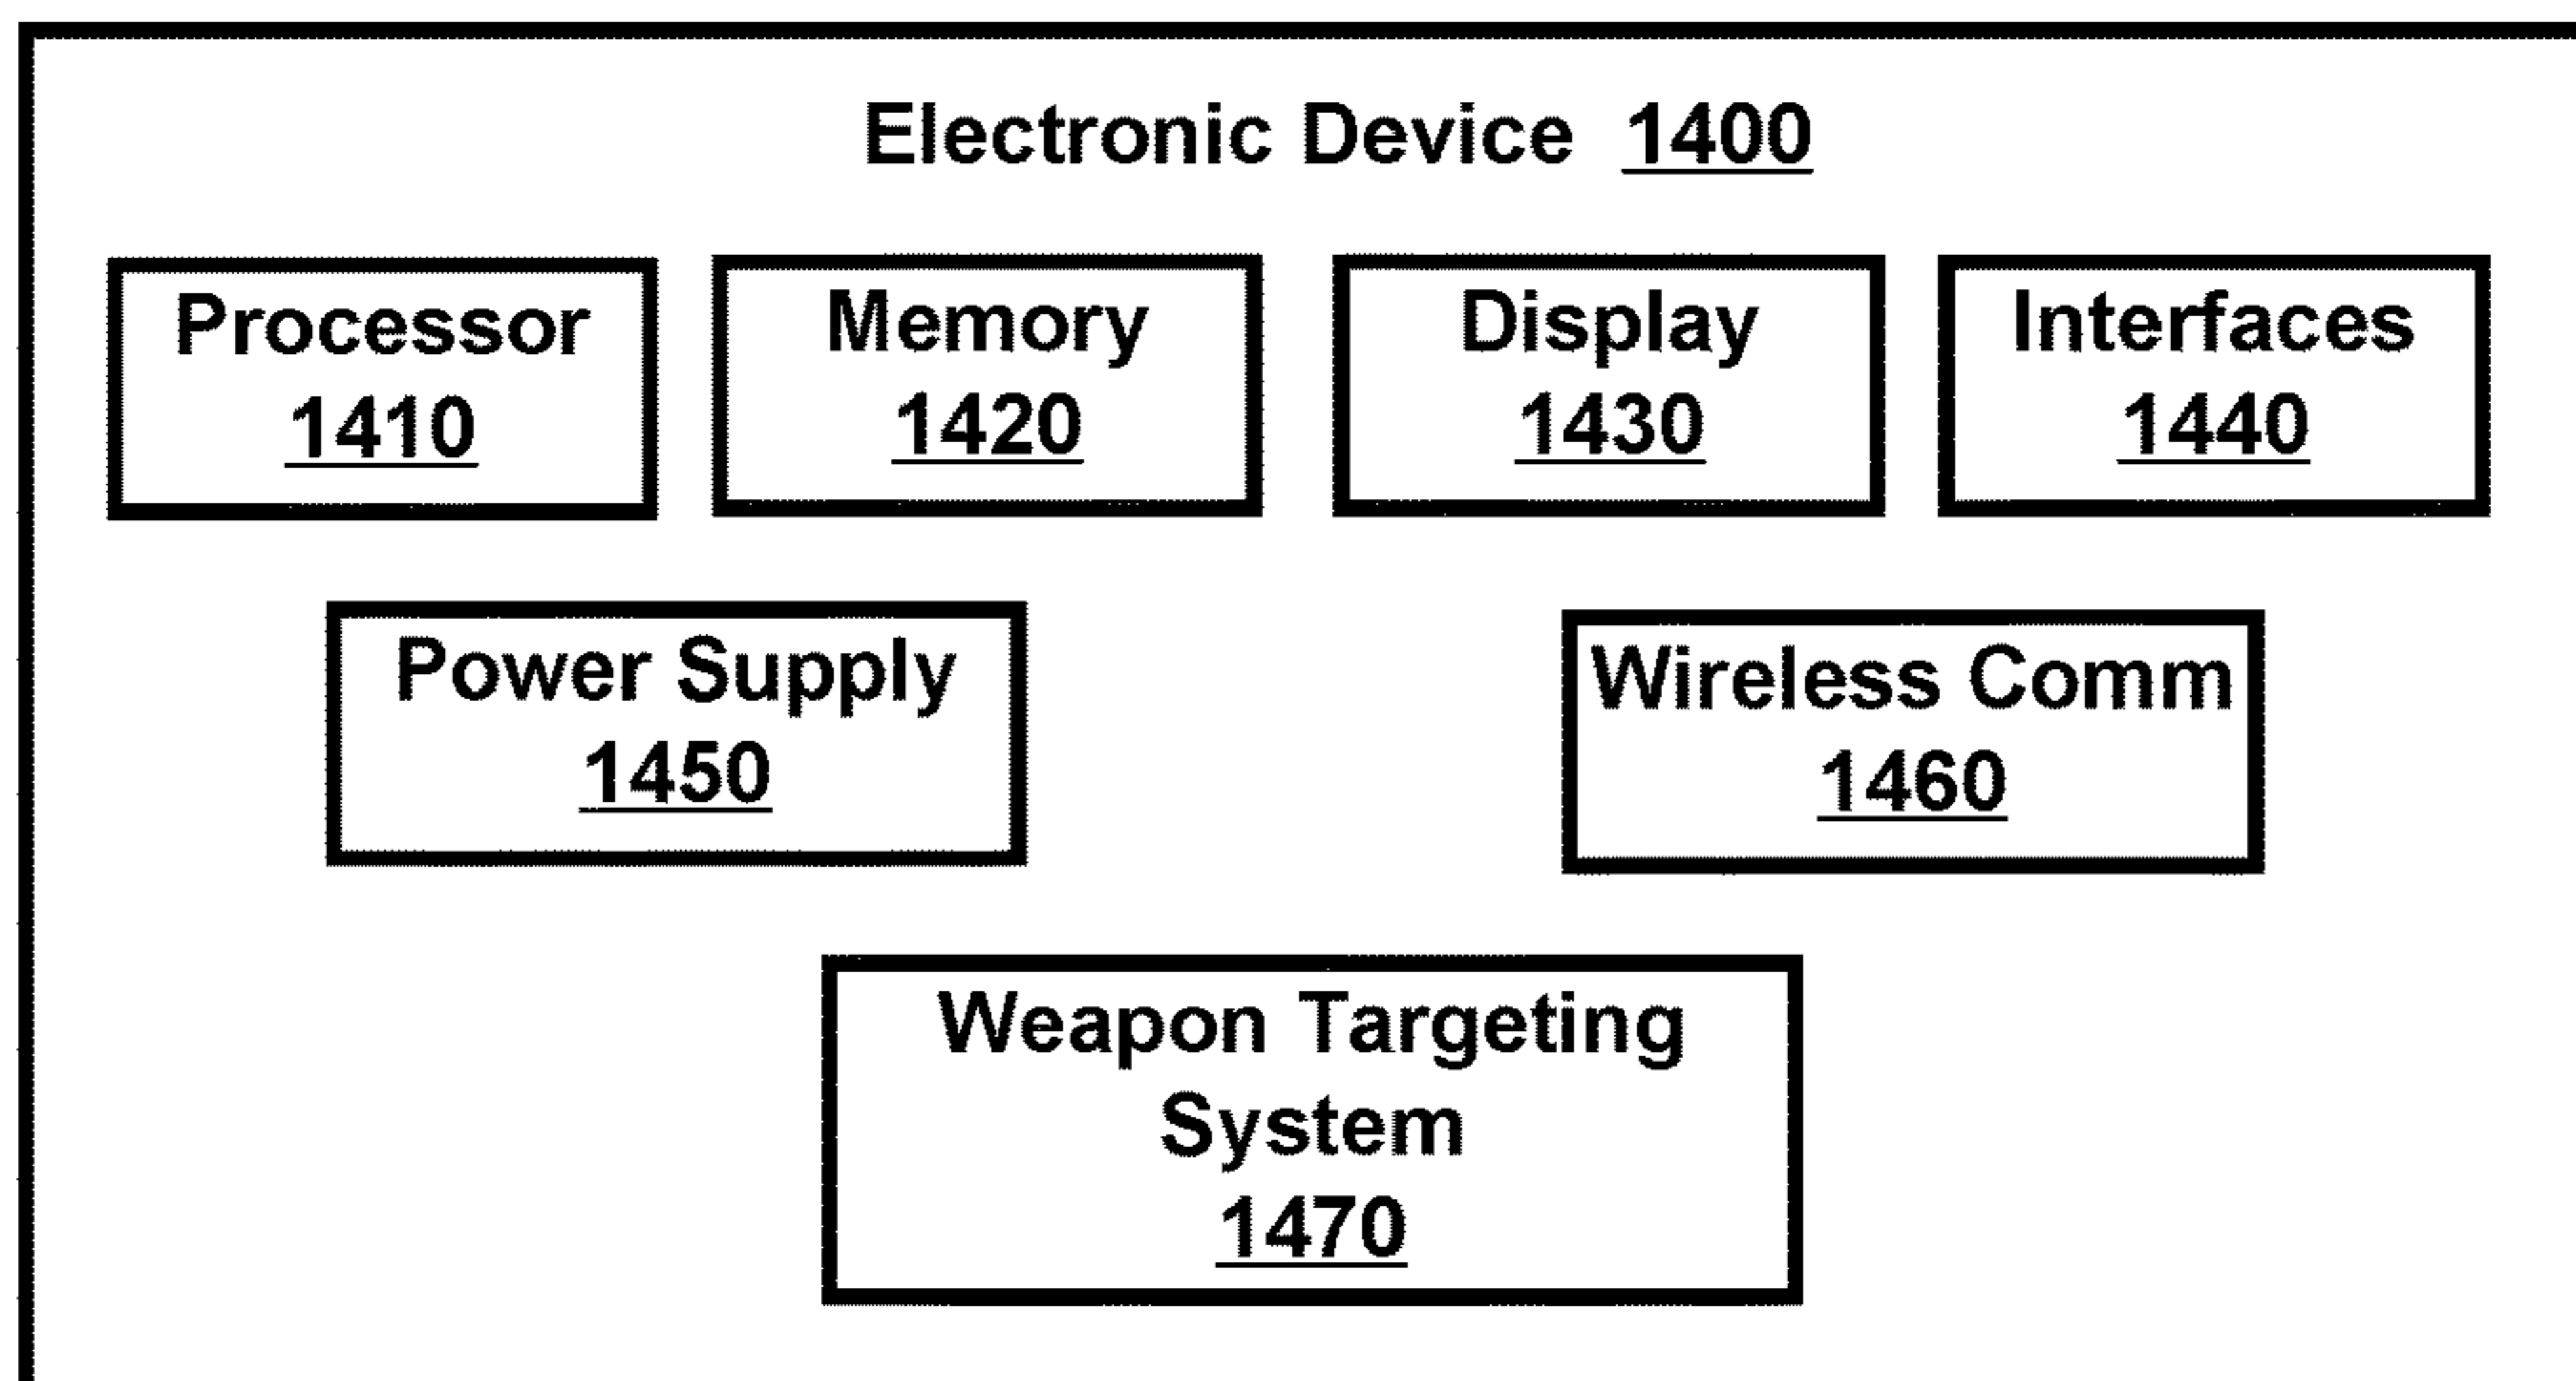 Electronic Device 1400
Processor
1410
Memory
1420
Display
1430
Interfaces
1440
Power Supply
1450
Wireless Comm
1460
Weapon Targeting
System
1470